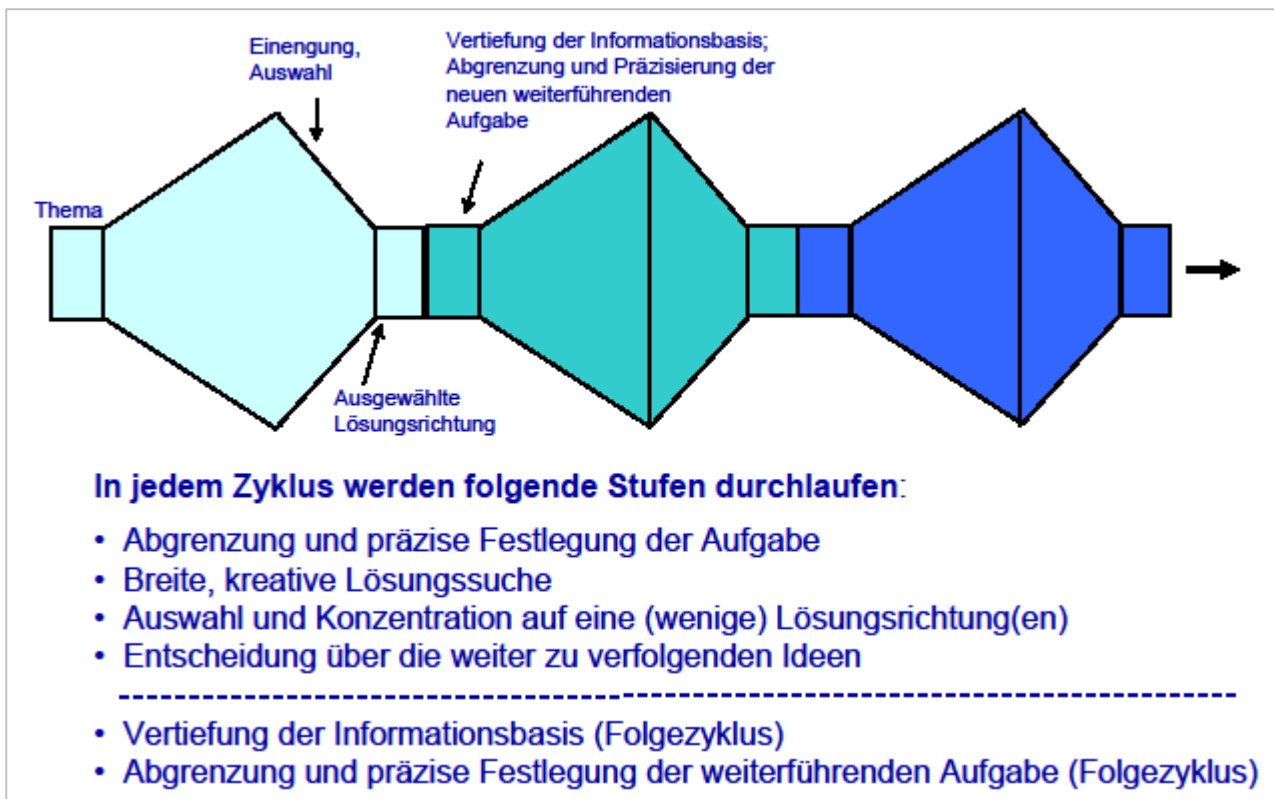 Einengung,
Auswahl
Vertiefung der Informationsbasis;
Abgrenzung und Präzisierung der
neuen weiterführenden
Aufgabe
Thema
Ausgewählte
Lösungsrichtung
In jedem Zyklus werden folgende Stufen durchlaufen:
• Abgrenzung und präzise Festlegung der Aufgabe
• Breite, kreative Lösungssuche
• Auswahl und Konzentration auf eine (wenige) Lösungsrichtung(en)
• Entscheidung über die weiter zu verfolgenden Ideen
• Vertiefung der Informationsbasis (Folgezyklus)
• Abgrenzung und präzise Festlegung der weiterführenden Aufgabe (Folgezyklus)